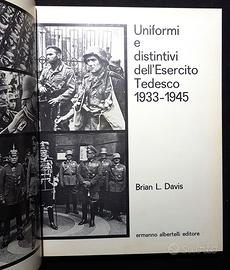 Uniformi
e
distintivi
dell'Esercito
Tedesco
1933-1945
Brian L. Davis
ermanno albertelli editore